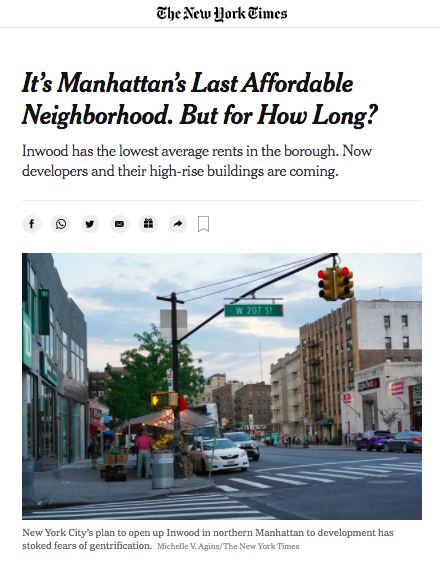 The New York Times
It's Manhattan's Last Affordable
Neighborhood. But for How Long?
Inwood has the lowest average rents in the borough. Now
developers and their high-rise buildings are coming.
W 207 St
New York City's plan to open up Inwood in northern Manhattan to development has
stoked fears of gentrification. Michelle V. Agins/The New York Times